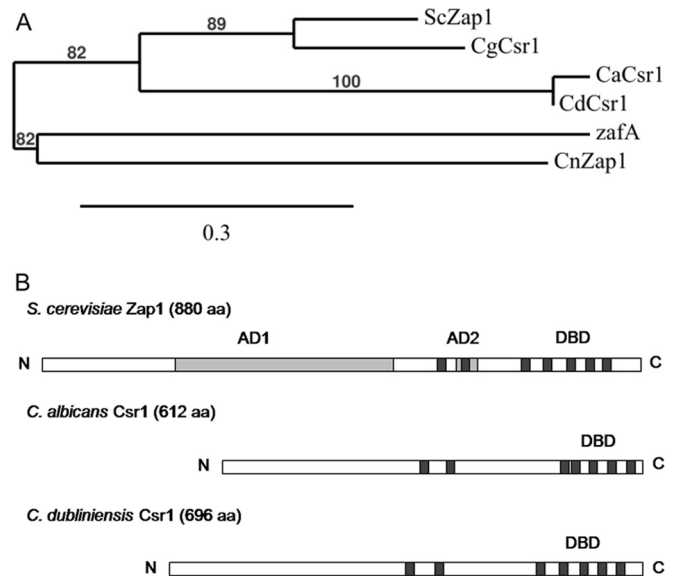 A
ScZap1
89
CgCsr1
82
CaCsr1
100
CdCsr1
zafA
82
CnZap1
0.3
B
S. cerevisiae Zap1 (880 aa)
AD1 AD2 DBD
N C
C. albicans Csr1 (612 aa)
DBD
N C
C. dubliniensis Csr1 (696 aa)
DBD
N C